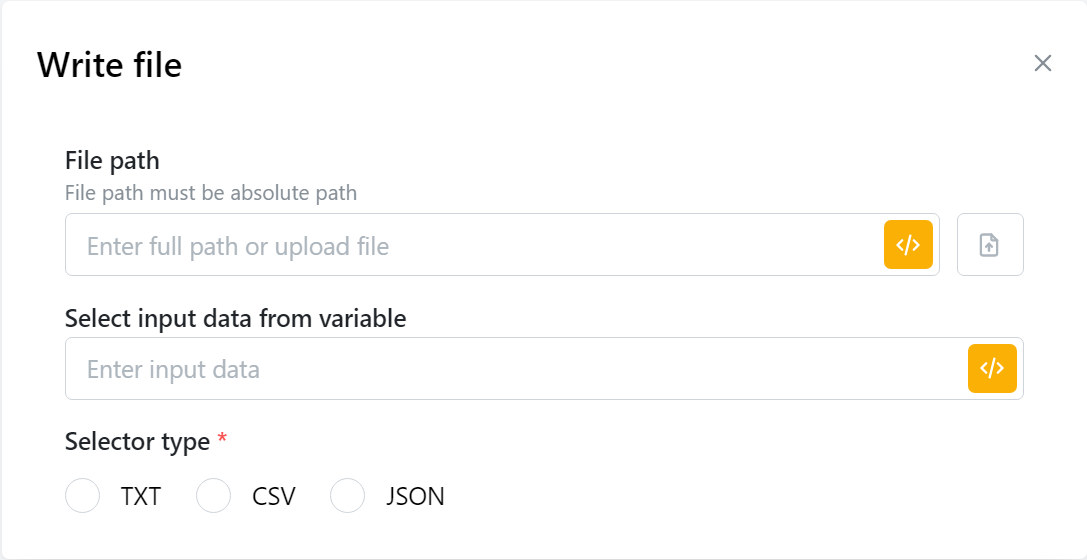 Write file
File path
File path must be absolute path
Enter full path or upload file
</>
Select input data from variable
Enter input data
</>
Selector type *
TXT CSV JSON